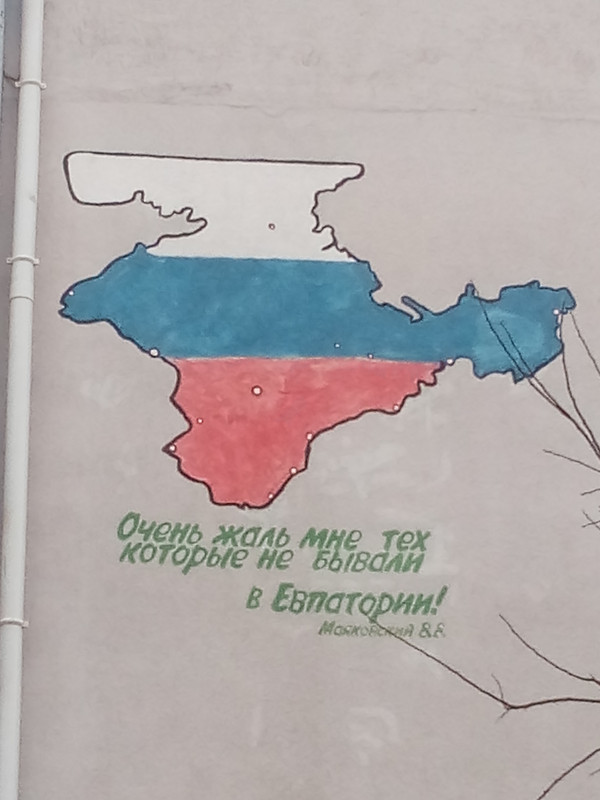 Очень жаль мне тех
которые не бывали
в Евпатории!
Маяковский В.В.